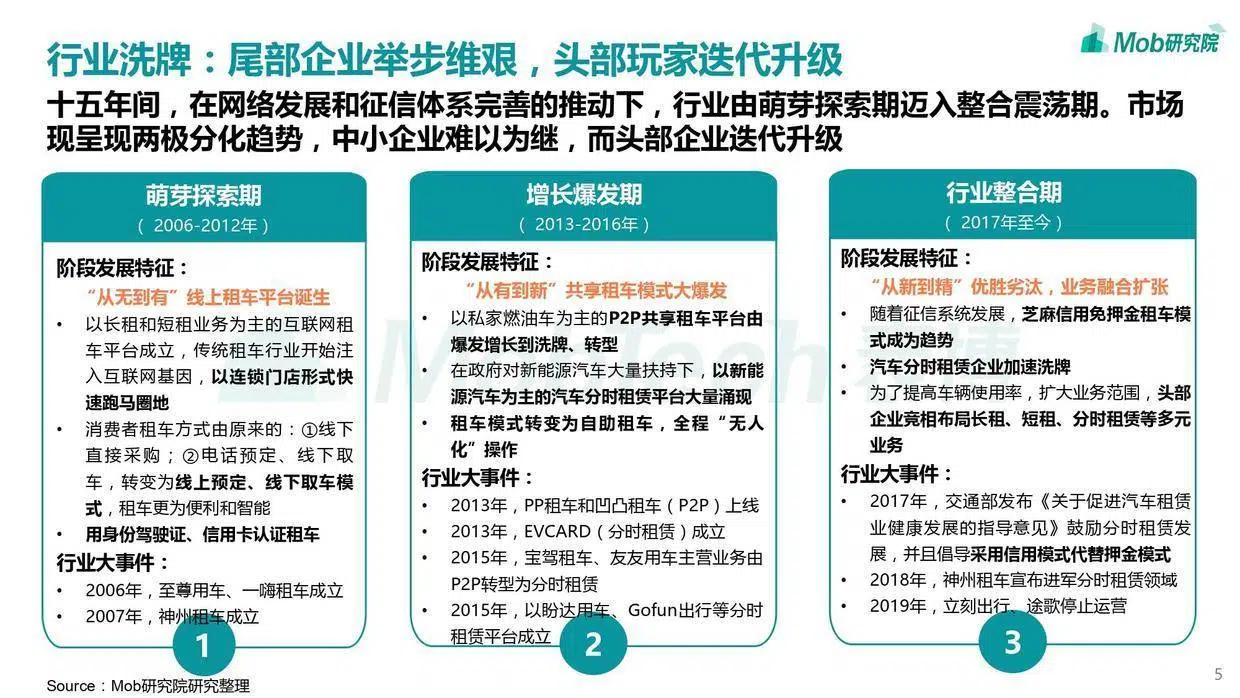 行业洗牌：尾部企业举步维艰，头部玩家迭代升级
Mob研究院
十五年间，在网络发展和征信体系完善的推动下，行业由萌芽探索期迈入整合震荡期。市场
现呈现两极分化趋势，中小企业难以为继，而头部企业迭代升级
萌芽探索期
（ 2006-2012年 ）
阶段发展特征：
“从无到有”线上租车平台诞生
• 以长租和短租业务为主的互联网租
车平台成立，传统租车行业开始注
入互联网基因，以连锁门店形式快
速跑马圈地
• 消费者租车方式由原来的：①线下
直接采购；②电话预定、线下取
车，转变为线上预定、线下取车模
式，租车更为便利和智能
• 用身份驾驶证、信用卡认证租车
行业大事件：
• 2006年，至尊用车、一嗨租车成立
• 2007年，神州租车成立
1
增长爆发期
（ 2013-2016年 ）
阶段发展特征：
“从有到新”共享租车模式大爆发
• 以私家燃油车为主的P2P共享租车平台由
爆发增长到洗牌、转型
• 在政府对新能源汽车大量扶持下，以新能
源汽车为主的汽车分时租赁平台大量涌现
• 租车模式转变为自助租车，全程“无人
化”操作
行业大事件：
• 2013年，PP租车和凹凸租车（P2P）上线
• 2013年，EVCARD（分时租赁）成立
• 2015年，宝驾租车、友友用车主营业务由
P2P转型为分时租赁
• 2015年，以盼达用车、Gofun出行等分时
租赁平台成立
2
行业整合期
（ 2017年至今 ）
阶段发展特征：
“从新到精”优胜劣汰，业务融合扩张
• 随着征信系统发展，芝麻信用免押金租车模
式成为趋势
• 汽车分时租赁企业加速洗牌
• 为了提高车辆使用率，扩大业务范围，头部
企业竞相布局长租、短租、分时租赁等多元
业务
行业大事件：
• 2017年，交通部发布《关于促进汽车租赁
业健康发展的指导意见》鼓励分时租赁发
展，并且倡导采用信用模式代替押金模式
• 2018年，神州租车宣布进军分时租赁领域
• 2019年，立刻出行、途歌停止运营
3
Source：Mob研究院研究整理
5